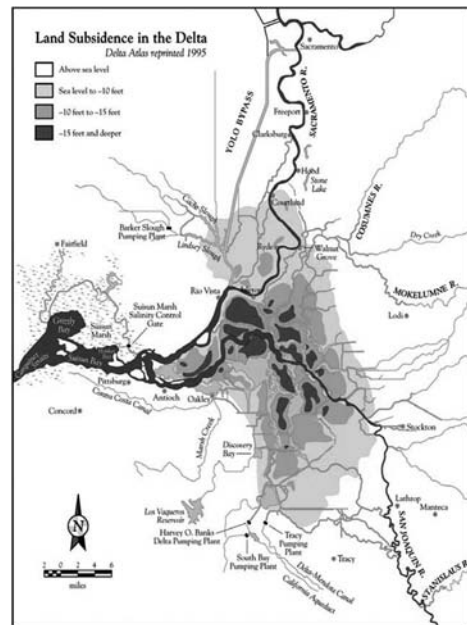 Land Subsidence in the Delta
Delta Atlas reprinted 1995
Above sea level
Sea level to –10 feet
–10 feet to –15 feet
–15 feet and deeper
Sacramento
YOLO BYPASS
SACRAMENTO R.
Freeport
Clarksburg
Hood
Stone
Lake
Courtland
COSUMNES R.
Cache Slough
Barker Slough
Pumping Plant
Lindsey Slough
Ryde
Walnut
Grove
Dry Creek
Fairfield
MOKELUMNE R.
Rio Vista
Lodi
Suisun Marsh
Salinity Control
Gate
Grizzly
Bay
Suisun
Marsh
Suisun Bay
Pittsburg
Antioch
Oakley
Contra Costa Canal
Concord
Marsh Creek
Stockton
Discovery
Bay
Los Vaqueros
Reservoir
Lathrop
Manteca
N
Harvey O. Banks
Delta Pumping Plant
Tracy
Pumping
Plant
South Bay
Pumping Plant
Tracy
SAN JOAQUIN R.
Delta-Mendota Canal
California Aqueduct
STANISLAUS R.
2 0 2 4 6
miles